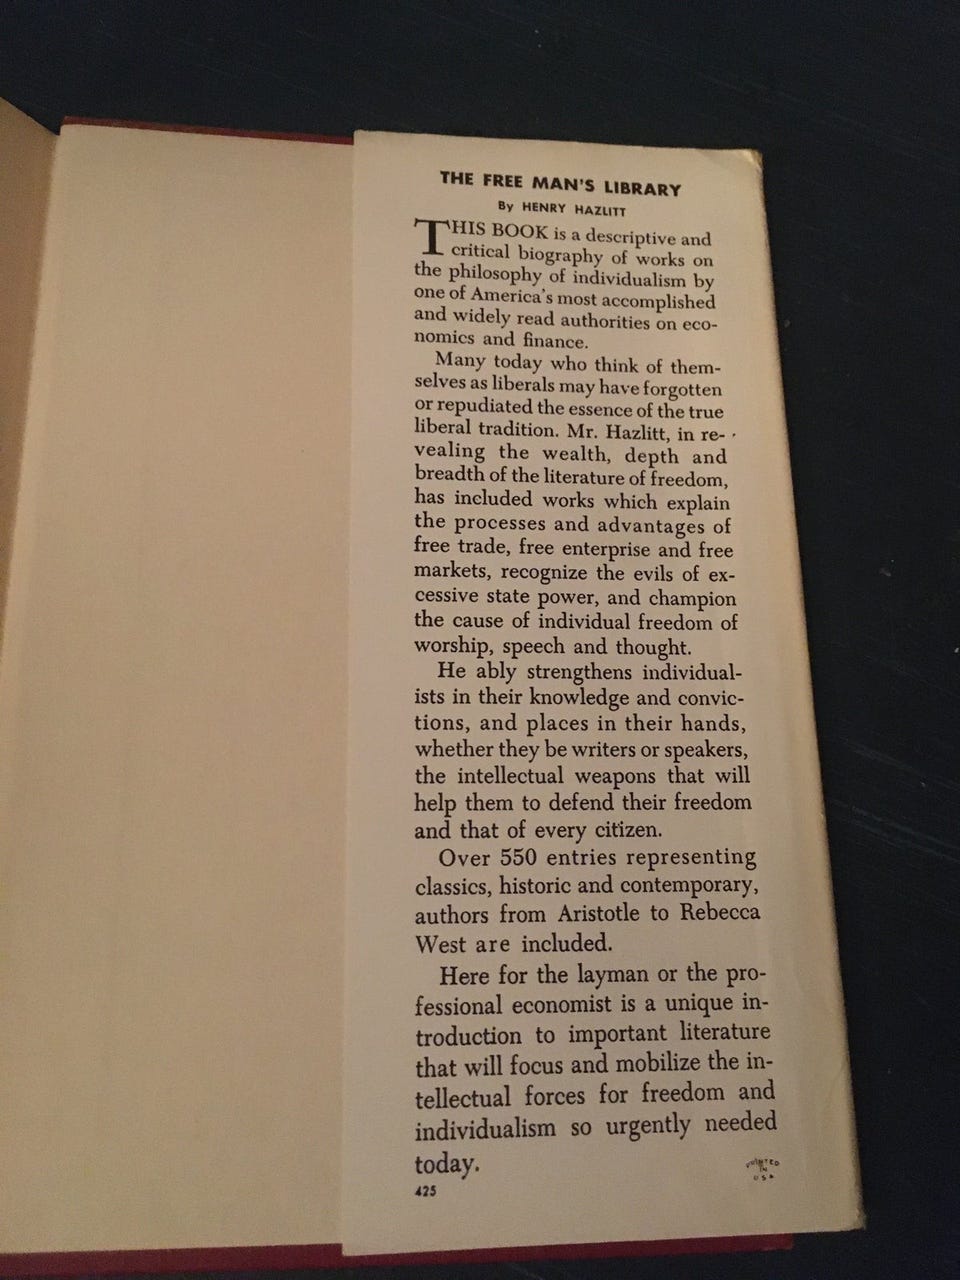 THE FREE MAN'S LIBRARY
By HENRY HAZLITT
THIS BOOK is a descriptive and
critical biography of works on
the philosophy of individualism by
one of America's most accomplished
and widely read authorities on eco-
nomics and finance.
Many today who think of them-
selves as liberals may have forgotten
or repudiated the essence of the true
liberal tradition. Mr. Hazlitt, in re-
vealing the wealth, depth and
breadth of the literature of freedom,
has included works which explain
the processes and advantages of
free trade, free enterprise and free
markets, recognize the evils of ex-
cessive state power, and champion
the cause of individual freedom of
worship, speech and thought.
He ably strengthens individual-
ists in their knowledge and convic-
tions, and places in their hands,
whether they be writers or speakers,
the intellectual weapons that will
help them to defend their freedom
and that of every citizen.
Over 550 entries representing
classics, historic and contemporary,
authors from Aristotle to Rebecca
West are included.
Here for the layman or the pro-
fessional economist is a unique in-
troduction to important literature
that will focus and mobilize the in-
tellectual forces for freedom and
individualism so urgently needed
today.
425
PRINTED
IN
USA